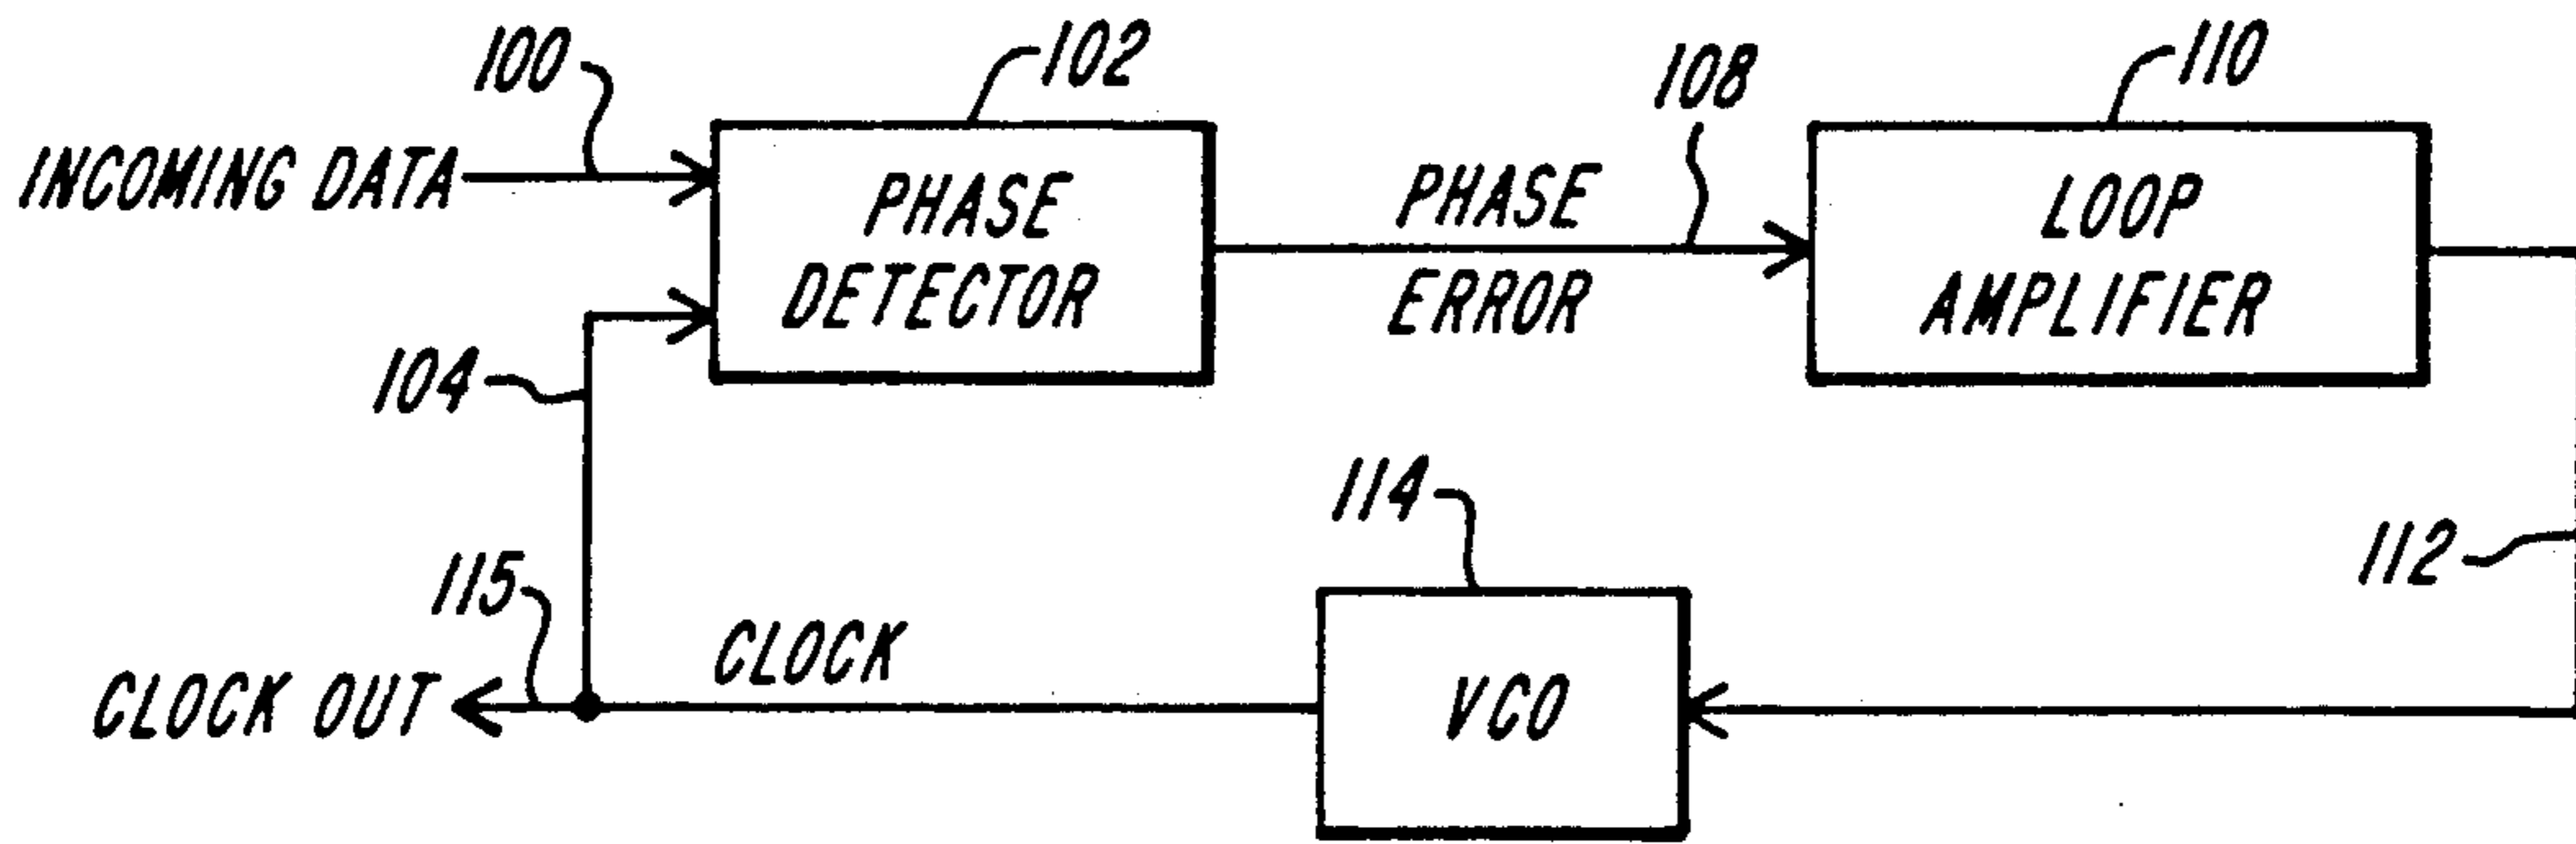 100
102
108
110
INCOMING DATA
PHASE
DETECTOR
PHASE
ERROR
LOOP
AMPLIFIER
104
114
112
115
CLOCK
CLOCK OUT
VCO